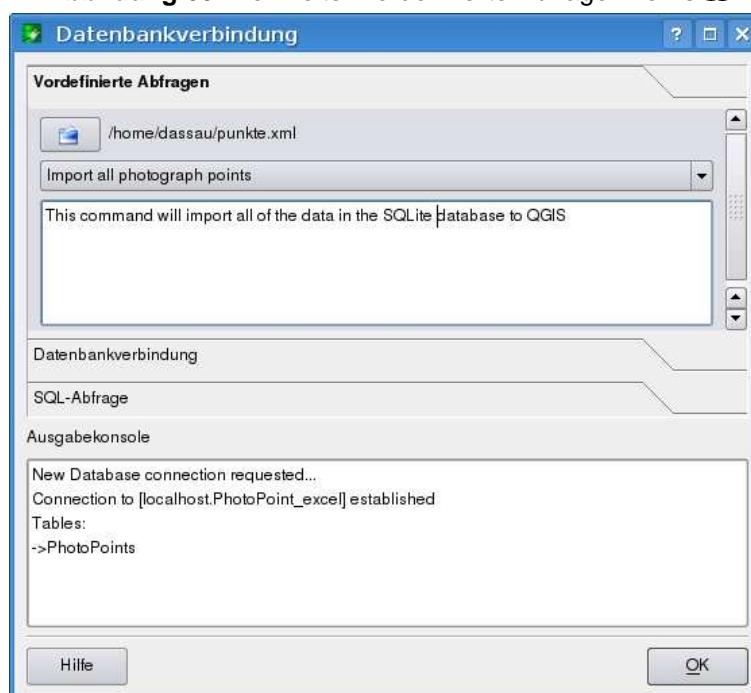 Datenbankverbindung
Vordefinierte Abfragen
/home/dassau/punkte.xml
Import all photograph points
This command will import all of the data in the SQLite database to QGIS
Datenbankverbindung
SQL-Abfrage
Ausgabekonsole
New Database connection requested...
Connection to [localhost.PhotoPoint_excel] established
Tables:
->PhotoPoints
Hilfe
OK